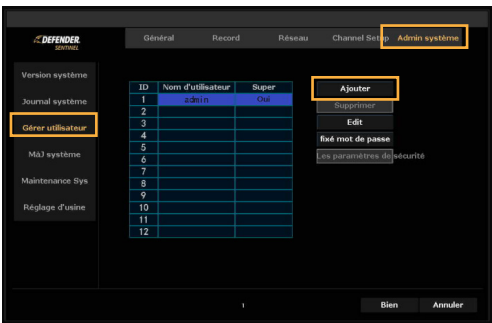 DEFENDER
SENTINEL
Général Record Réseau Channel Setup Admin système
Version système
Journal système
Gérer utilisateur
MàJ système
Maintenance Sys
Réglage d'usine
ID Nom d'utilisateur Super
1 admin Oui
2
3
4
5
6
7
8
9
10
11
12
Ajouter
Supprimer
Edit
fixé mot de passe
Les paramètres de sécurité
1
Bien Annuler